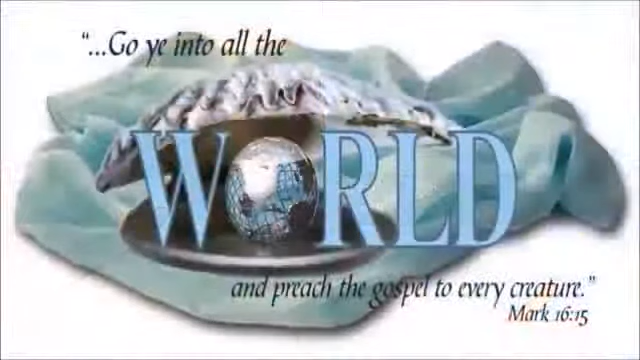 "...Go ye into all the
WORLD
and preach the gospel to every creature."
Mark 16:15